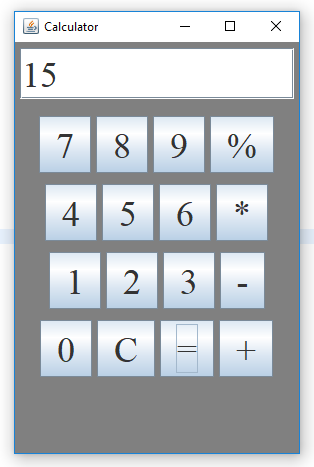 Calculator
15
7 8 9 %
4 5 6 *
1 2 3 -
0 C = +